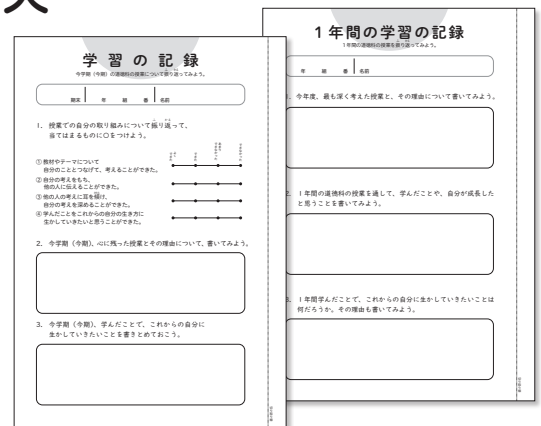 学習の記録
今学期（今期）の道徳科の授業について振り返ってみよう。
期末 年 組 番 名前
1. 授業での自分の取り組みについて振り返って、
当てはまるものに○をつけよう。
① 教材やテーマについて
自分のこととつなげて、考えることができた。
② 自分の考えをもち、
他の人に伝えることができた。
③ 他の人の考えに耳を傾け、
自分の考えを深めることができた。
④ 学んだことをこれからの自分の生き方に
生かしていきたいと思うことができた。
2. 今学期（今期）、心に残った授業とその理由について、書いてみよう。
3. 今学期（今期）、学んだことで、これからの自分に
生かしていきたいことを書きとめておこう。
1年間の学習の記録
1年間の道徳科の授業を振り返ってみよう。
年 組 番 名前
1. 今年度、最も深く考えた授業と、その理由について書いてみよう。
2. 1年間の道徳科の授業を通して、学んだことや、自分が成長した
と思うことを書いてみよう。
3. 1年間学んだことで、これからの自分に生かしていきたいことは
何だろうか。その理由も書いてみよう。